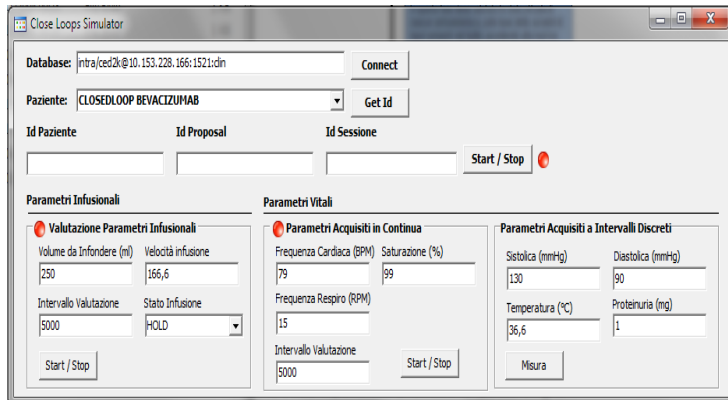 Close Loops Simulator
Database: intra/ced2k@10.153.228.166:1521:clin Connect
Paziente: CLOSEDLOOP BEVACIZUMAB Get Id
Id Paziente Id Proposal Id Sessione
Start / Stop
Parametri Infusionali Parametri Vitali
Valutazione Parametri Infusionali
Volume da Infondere (ml) Velocità infusione
250 166,6
Intervallo Valutazione Stato Infusione
5000 HOLD
Start / Stop
Parametri Acquisiti in Continua
Frequenza Cardiaca (BPM) Saturazione (%)
79 99
Frequenza Respiro (RPM)
15
Intervallo Valutazione
5000 Start / Stop
Parametri Acquisiti a Intervalli Discreti
Sistolica (mmHg) Diastolica (mmHg)
130 90
Temperatura (°C) Proteinuria (mg)
36,6 1
Misura